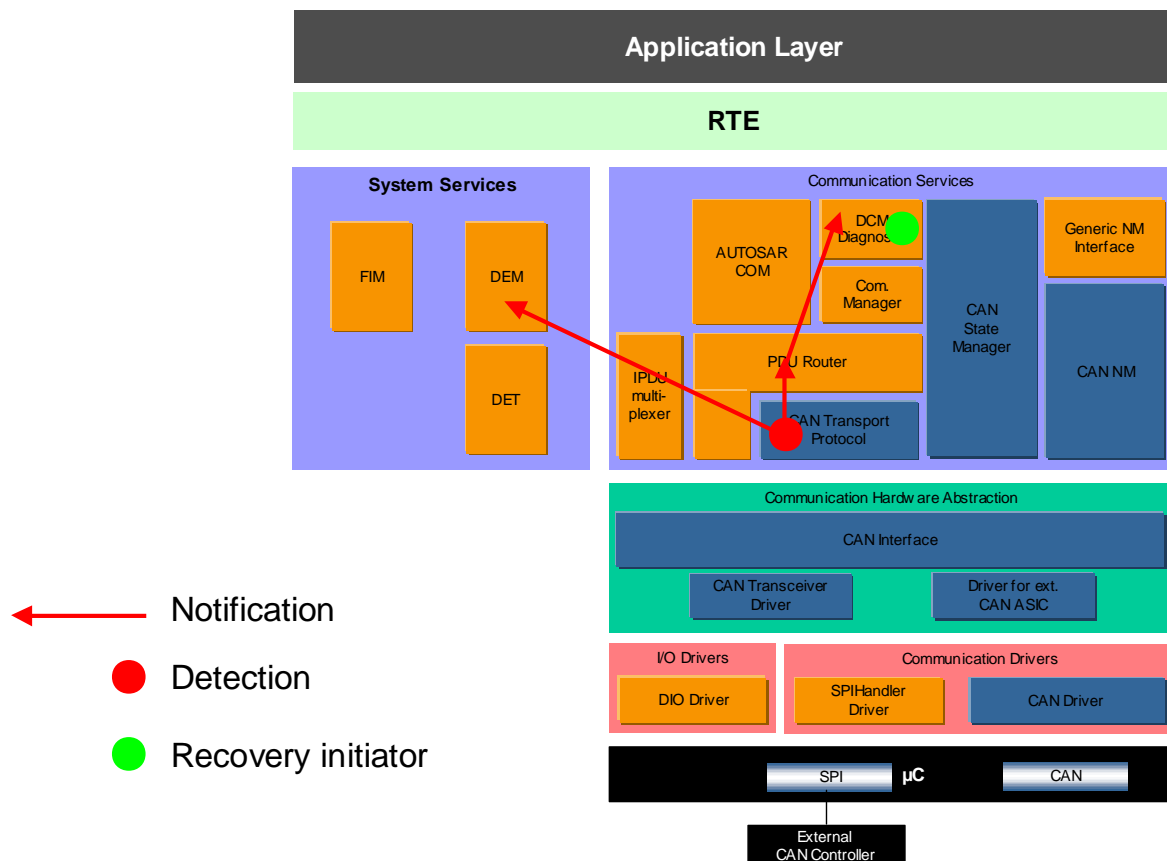 Application Layer
RTE
System Services
FIM
DEM
DET
Communication Services
AUTOSAR
COM
DCM
Diagnos
Com.
Manager
CAN
State
Manager
Generic NM
Interface
CAN NM
PDU Router
IPDU
multi-
plexer
CAN Transport
Protocol
Communication Hardware Abstraction
CAN Interface
CAN Transceiver
Driver
Driver for ext.
CAN ASIC
I/O Drivers
DIO Driver
Communication Drivers
SPIHandler
Driver
CAN Driver
SPI
µC
CAN
External
CAN Controller
Notification
Detection
Recovery initiator